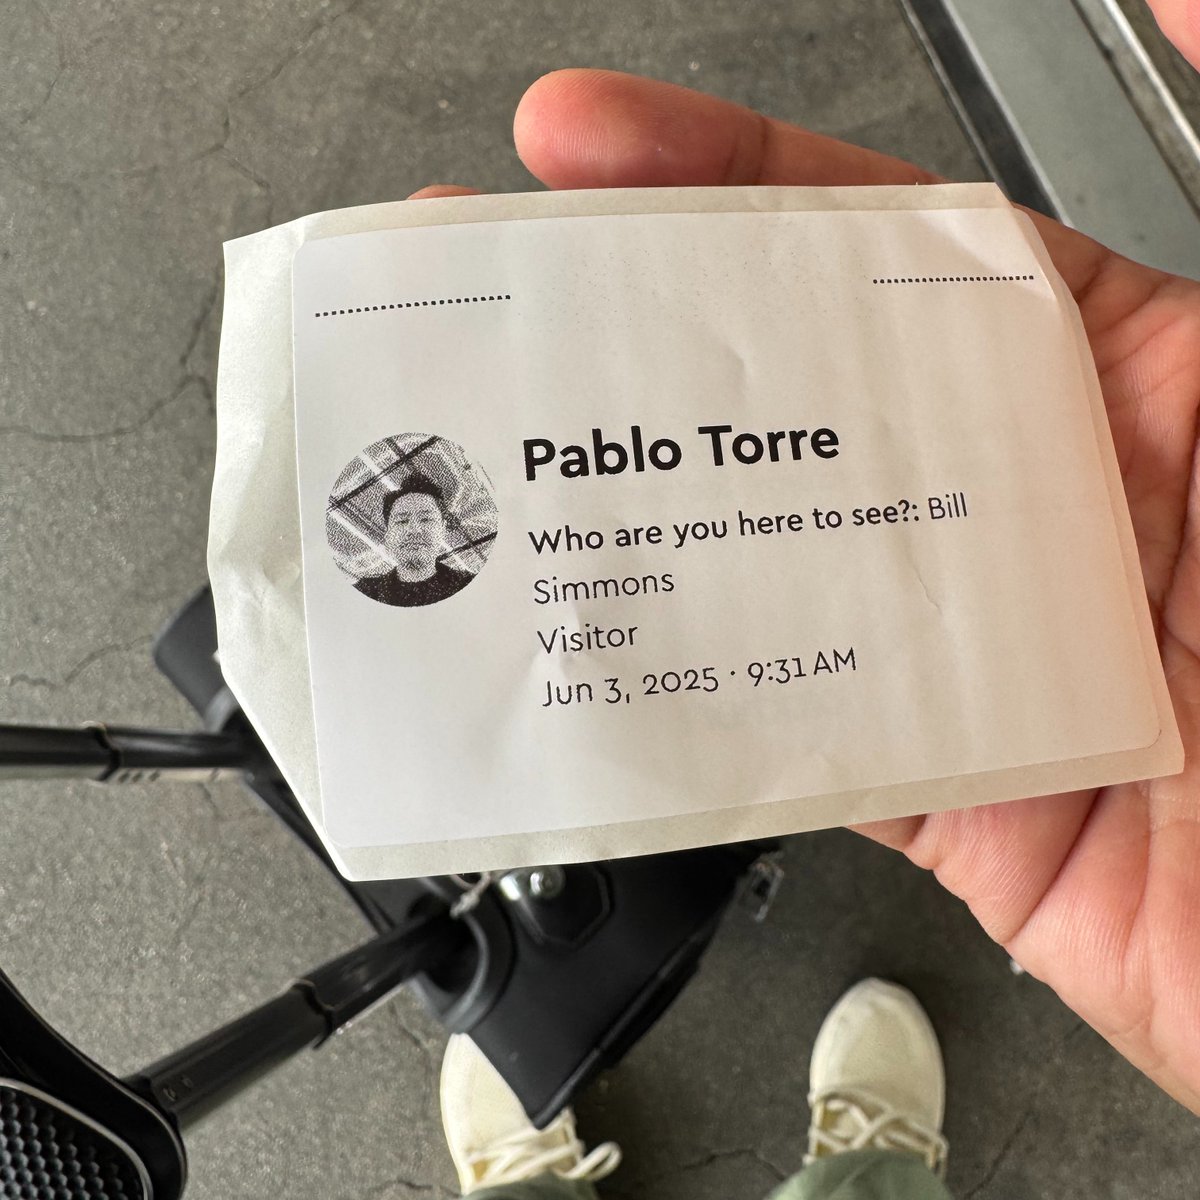 Pablo Torre
Who are you here to see?: Bill
Simmons
Visitor
Jun 3, 2025 · 9:31 AM